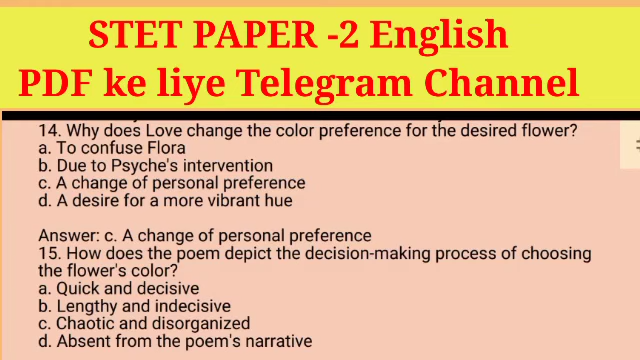 STET PAPER -2 English
PDF ke liye Telegram Channel
14. Why does Love change the color preference for the desired flower?
a. To confuse Flora
b. Due to Psyche's intervention
c. A change of personal preference
d. A desire for a more vibrant hue
Answer: c. A change of personal preference
15. How does the poem depict the decision-making process of choosing
the flower's color?
a. Quick and decisive
b. Lengthy and indecisive
c. Chaotic and disorganized
d. Absent from the poem's narrative